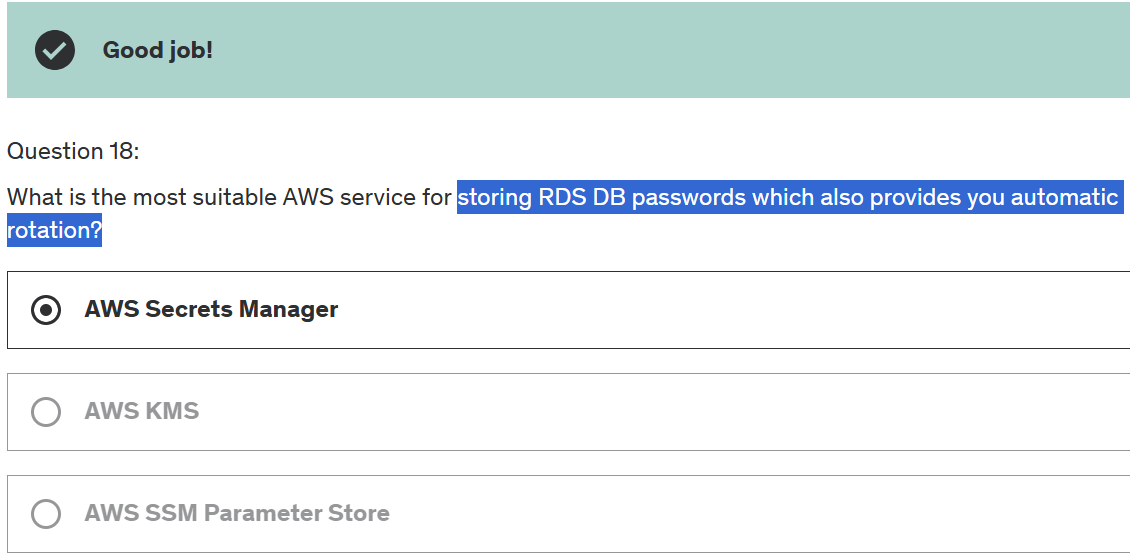 Good job!
Question 18:
What is the most suitable AWS service for storing RDS DB passwords which also provides you automatic
rotation?
AWS Secrets Manager
AWS KMS
AWS SSM Parameter Store